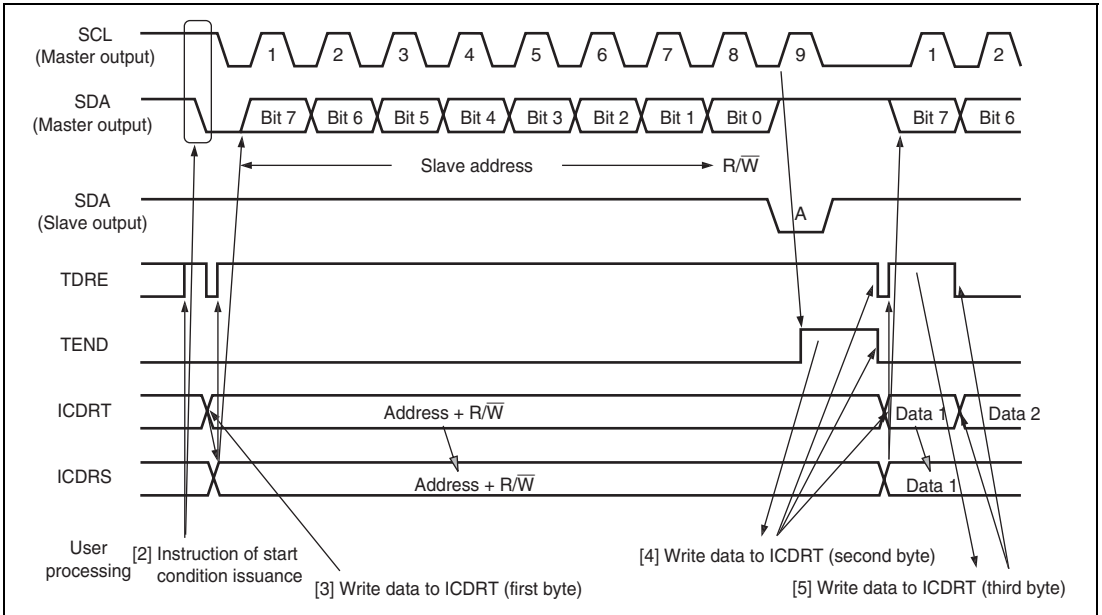 SCL
(Master output)
1 2 3 4 5 6 7 8 9 1 2
SDA
(Master output)
Bit 7 Bit 6 Bit 5 Bit 4 Bit 3 Bit 2 Bit 1 Bit 0 Bit 7 Bit 6
Slave address R/W̅
SDA
(Slave output)
A
TDRE
TEND
ICDRT
Address + R/W̅ Data 1 Data 2
ICDRS
Address + R/W̅ Data 1
User
processing
[2] Instruction of start
condition issuance
[3] Write data to ICDRT (first byte)
[4] Write data to ICDRT (second byte)
[5] Write data to ICDRT (third byte)